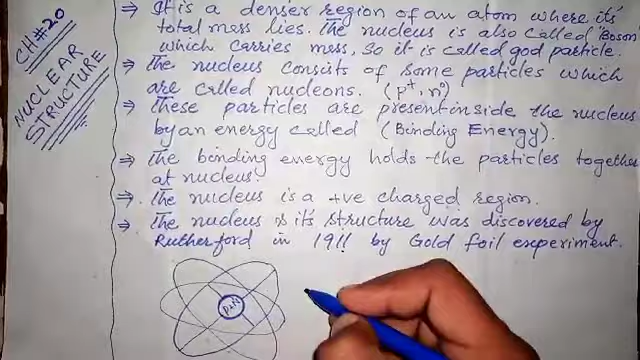 CH#20
NUCLEAR
STRUCTURE
⇒ It is a denser region of an atom where it's
total mass lies. The nucleus is also called "Boson"
which carries mass, so it is called god particle.
⇒ The nucleus consists of some particles which
are called nucleons. (p+, n°)
⇒ These particles are present inside the nucleus
by an energy called (Binding Energy).
⇒ The binding energy holds the particles together
at nucleus.
⇒ The nucleus is a +ve charged region.
⇒ The nucleus & it's structure was discovered by
Rutherford in 1911 by Gold foil experiment.
P+N